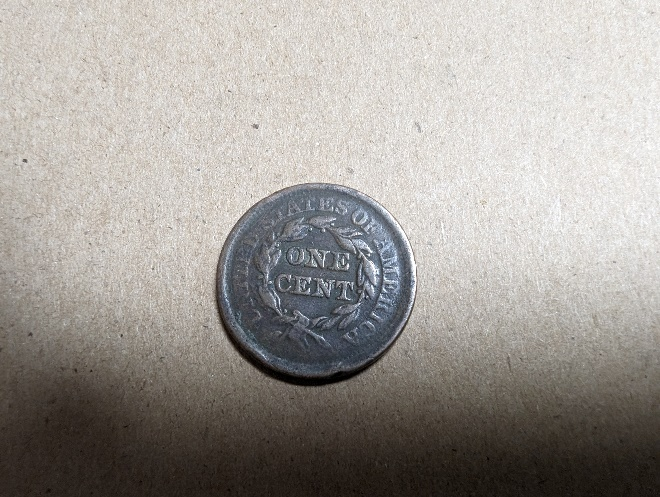 UNITED STATES OF AMERICA
ONE
CENT